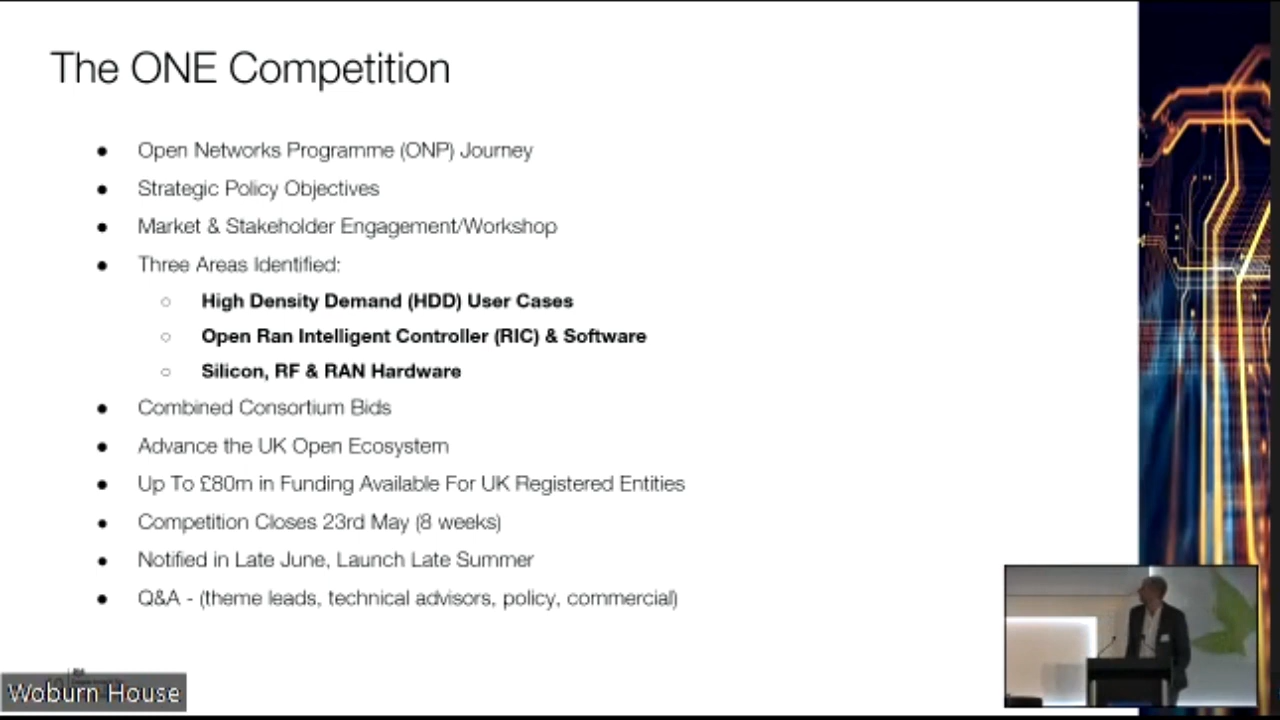 The ONE Competition
● Open Networks Programme (ONP) Journey
● Strategic Policy Objectives
● Market & Stakeholder Engagement/Workshop
● Three Areas Identified:
○ High Density Demand (HDD) User Cases
○ Open Ran Intelligent Controller (RIC) & Software
○ Silicon, RF & RAN Hardware
● Combined Consortium Bids
● Advance the UK Open Ecosystem
● Up To £80m in Funding Available For UK Registered Entities
● Competition Closes 23rd May (8 weeks)
● Notified in Late June, Launch Late Summer
● Q&A - (theme leads, technical advisors, policy, commercial)
Woburn House